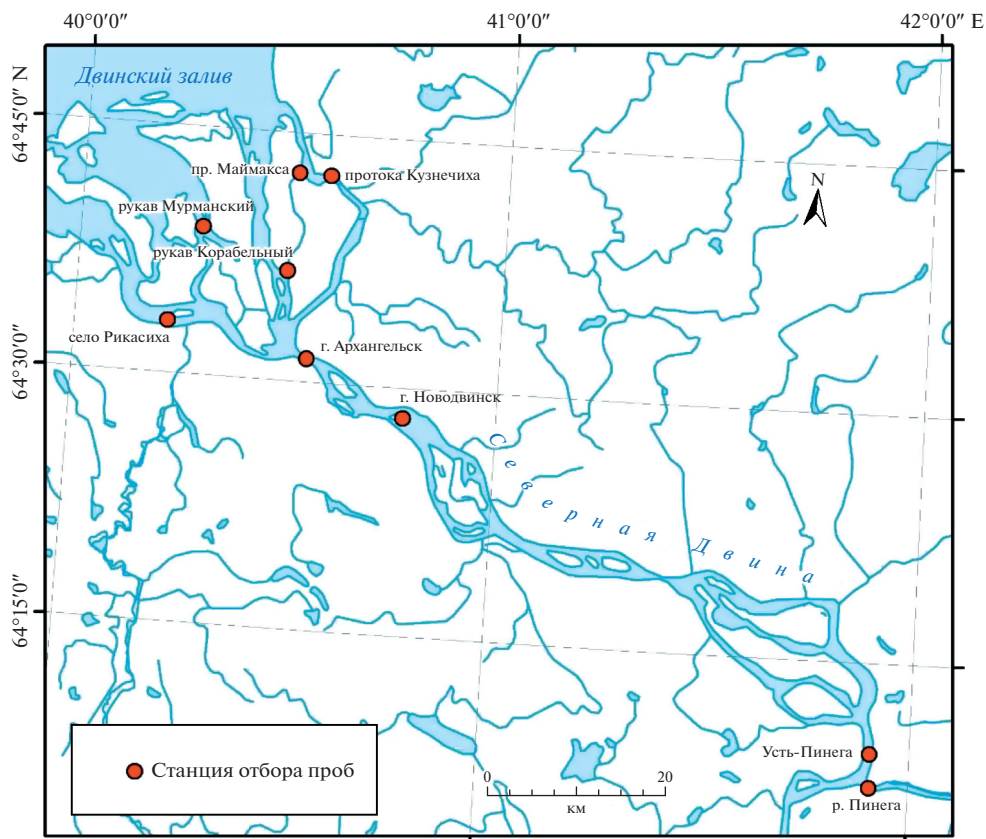 40°0′0″ 41°0′0″ 42°0′0″ E
64°45′0″ N
Двинский залив
пр. Маймакса
протока Кузнечиха
N
рукав Мурманский
рукав Корабельный
село Рикасиха
г. Архангельск
64°30′0″
г. Новодвинск
Северная Двина
64°15′0″
Усть-Пинега
Станция отбора проб
0 20
км
р. Пинега